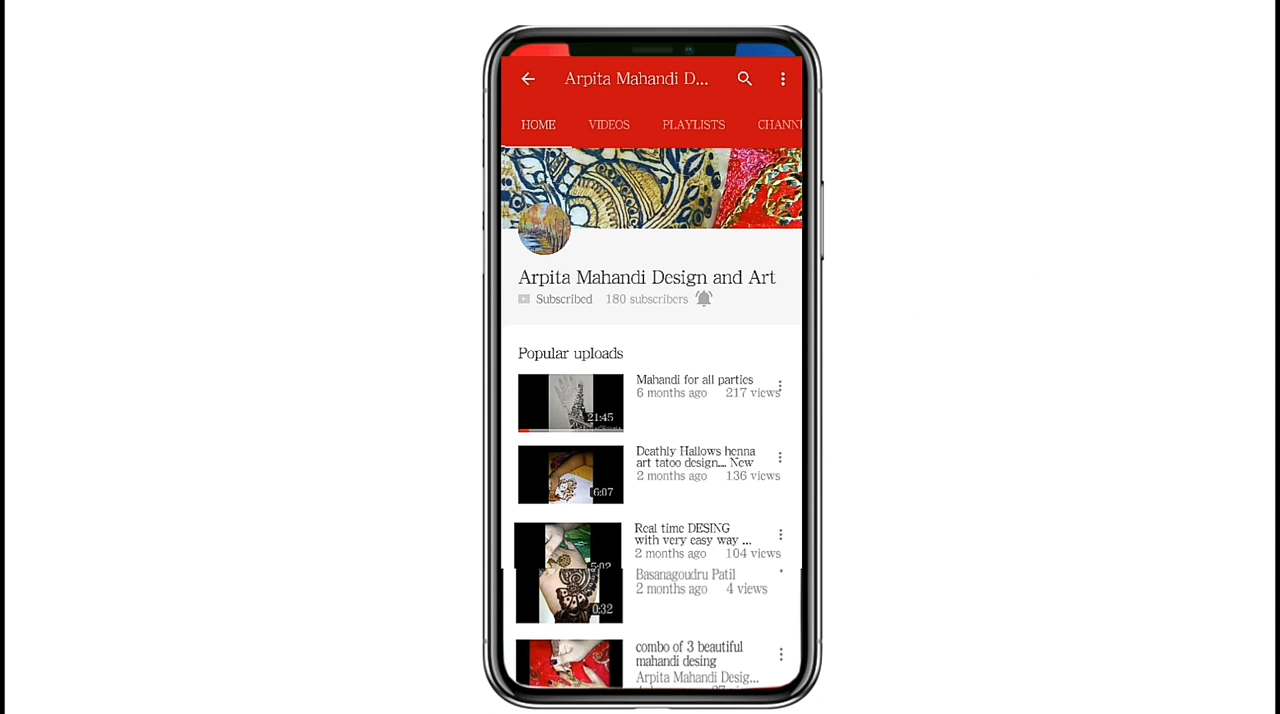 Arpita Mahandi D...
HOME VIDEOS PLAYLISTS CHANN
Arpita Mahandi Design and Art
Subscribed 180 subscribers
Popular uploads
Mahandi for all parties
6 months ago 217 views
21:45
Deathly Hallows henna
art tatoo design.... New
2 months ago 136 views
6:07
Real time DESING
with very easy way ...
2 months ago 104 views
5:02
Basanagoudru Patil
2 months ago 4 views
0:32
combo of 3 beautiful
mahandi desing
Arpita Mahandi Desig...